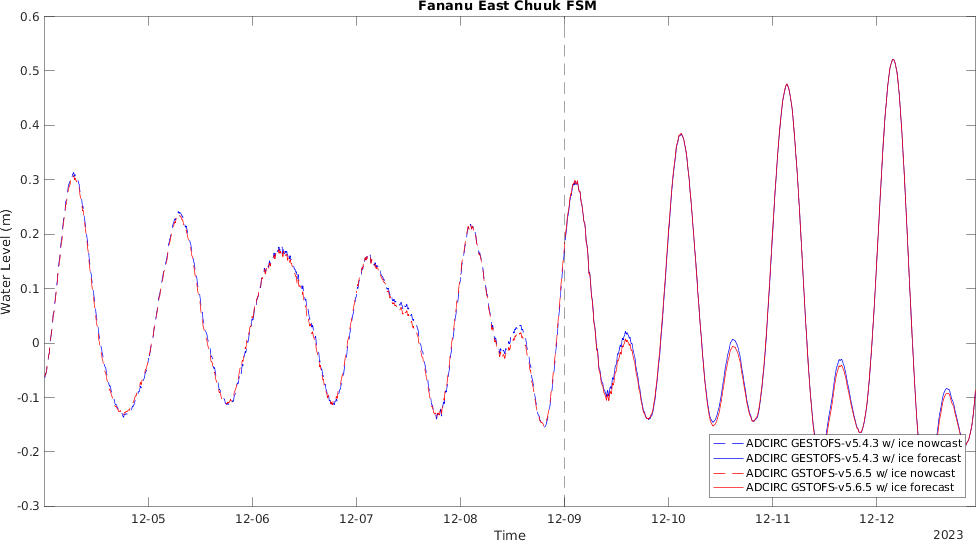 Fananu East Chuuk FSM
0.6
0.5
0.4
0.3
0.2
0.1
0
-0.1
-0.2
-0.3
Water Level (m)
12-05 12-06 12-07 12-08 12-09 12-10 12-11 12-12
Time
2023
ADCIRC GESTOFS-v5.4.3 w/ ice nowcast
ADCIRC GESTOFS-v5.4.3 w/ ice forecast
ADCIRC GSTOFS-v5.6.5 w/ ice nowcast
ADCIRC GSTOFS-v5.6.5 w/ ice forecast